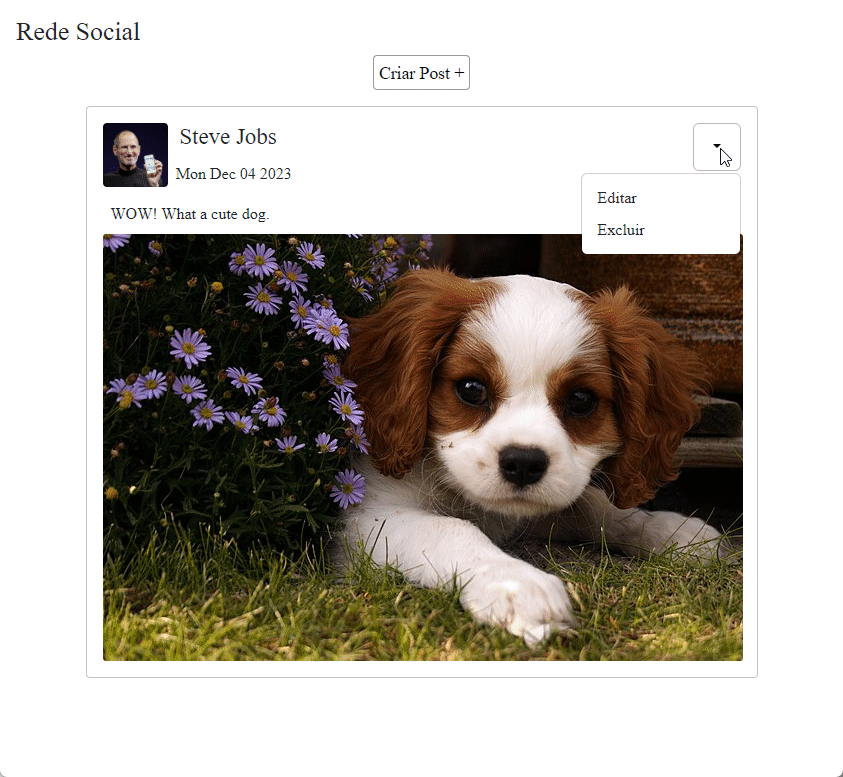 Rede Social
Criar Post +
Steve Jobs
Mon Dec 04 2023
Editar
WOW! What a cute dog.
Excluir